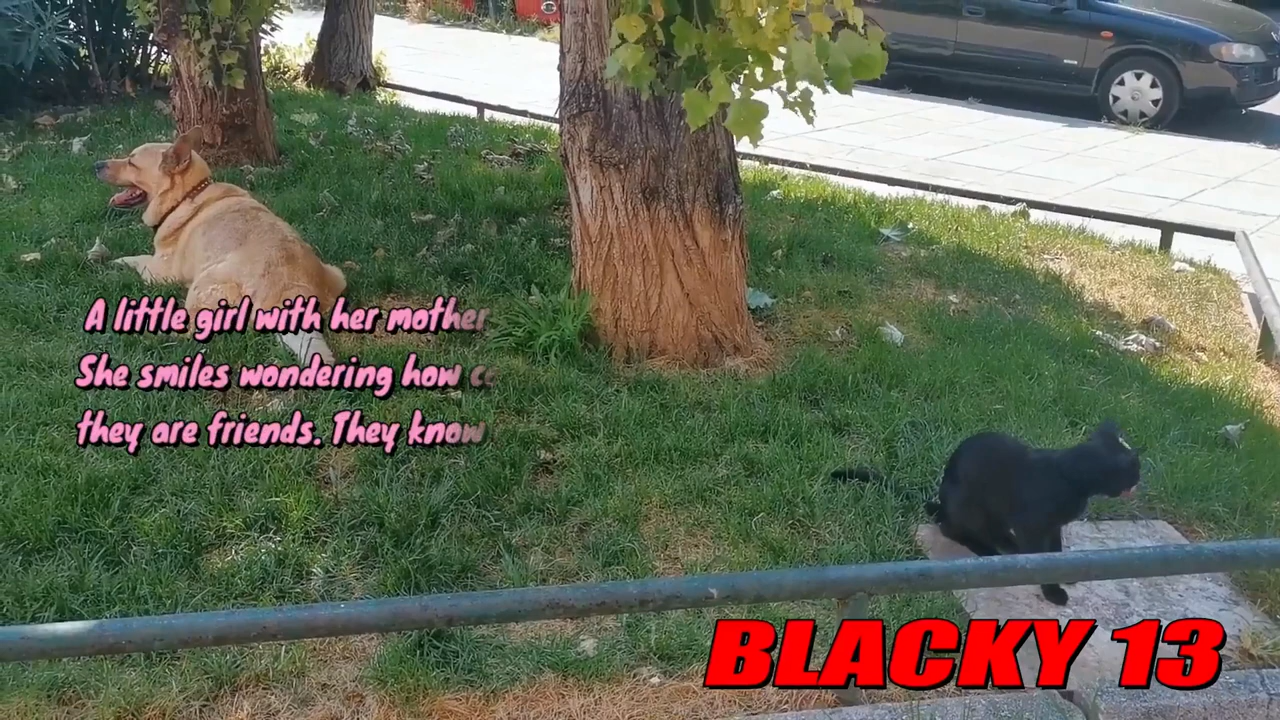 A little girl with her mother
She smiles wondering how
they are friends. They know
BLACKY 13